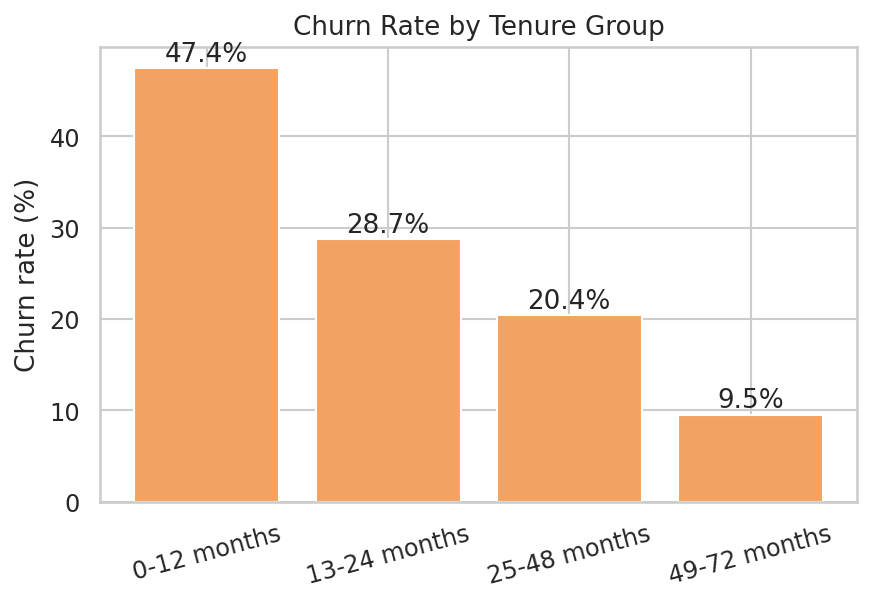 Churn Rate by Tenure Group
47.4%
28.7%
20.4%
9.5%
40
30
20
10
0
Churn rate (%)
0-12 months
13-24 months
25-48 months
49-72 months